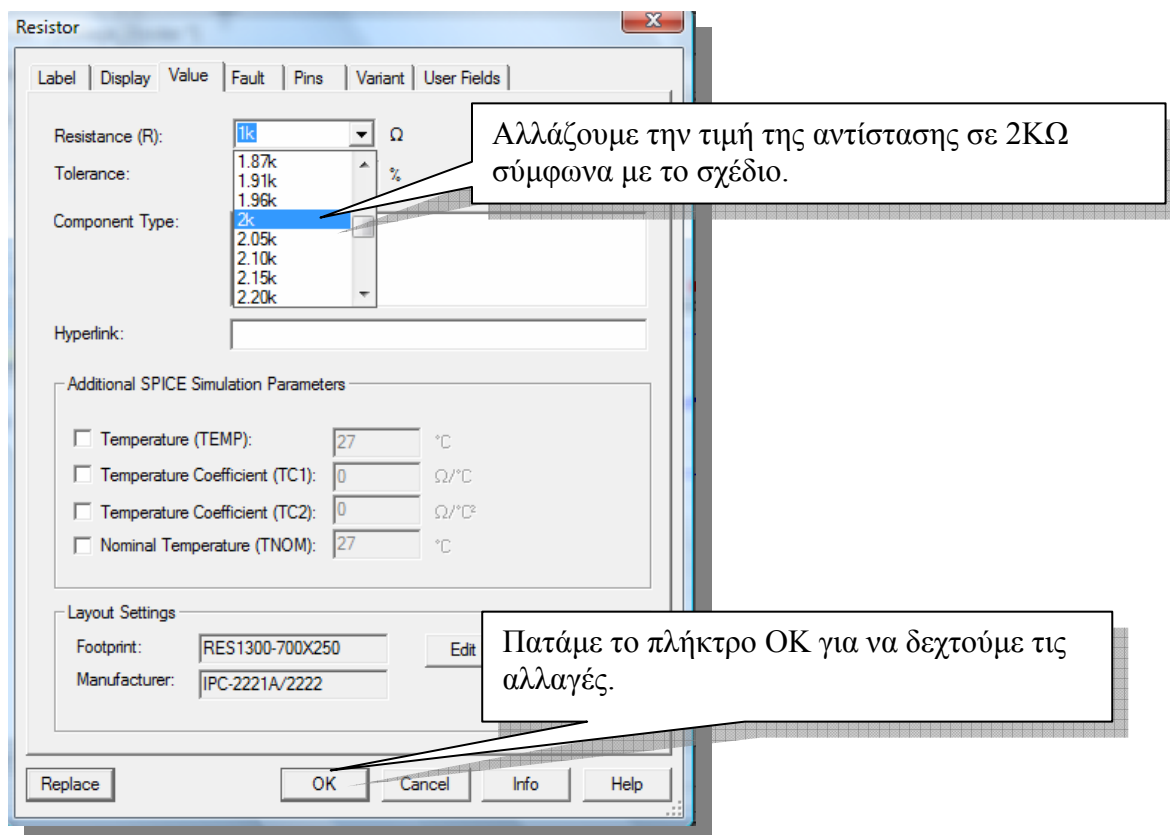 Resistor
Label Display Value Fault Pins Variant User Fields
Resistance (R): 1k Ω
Αλλάζουμε την τιμή της αντίστασης σε 2ΚΩ
σύμφωνα με το σχέδιο.
1.87k
Tolerance: %
1.91k
1.96k
Component Type:
2k
2.05k
2.10k
2.15k
2.20k
Hyperlink:
Additional SPICE Simulation Parameters
Temperature (TEMP): 27 °C
Temperature Coefficient (TC1): 0 Ω/°C
Temperature Coefficient (TC2): 0 Ω/°C²
Nominal Temperature (TNOM): 27 °C
Layout Settings
Footprint: RES1300-700X250 Edit
Manufacturer: IPC-2221A/2222
Πατάμε το πλήκτρο ΟΚ για να δεχτούμε τις
αλλαγές.
Replace OK Cancel Info Help